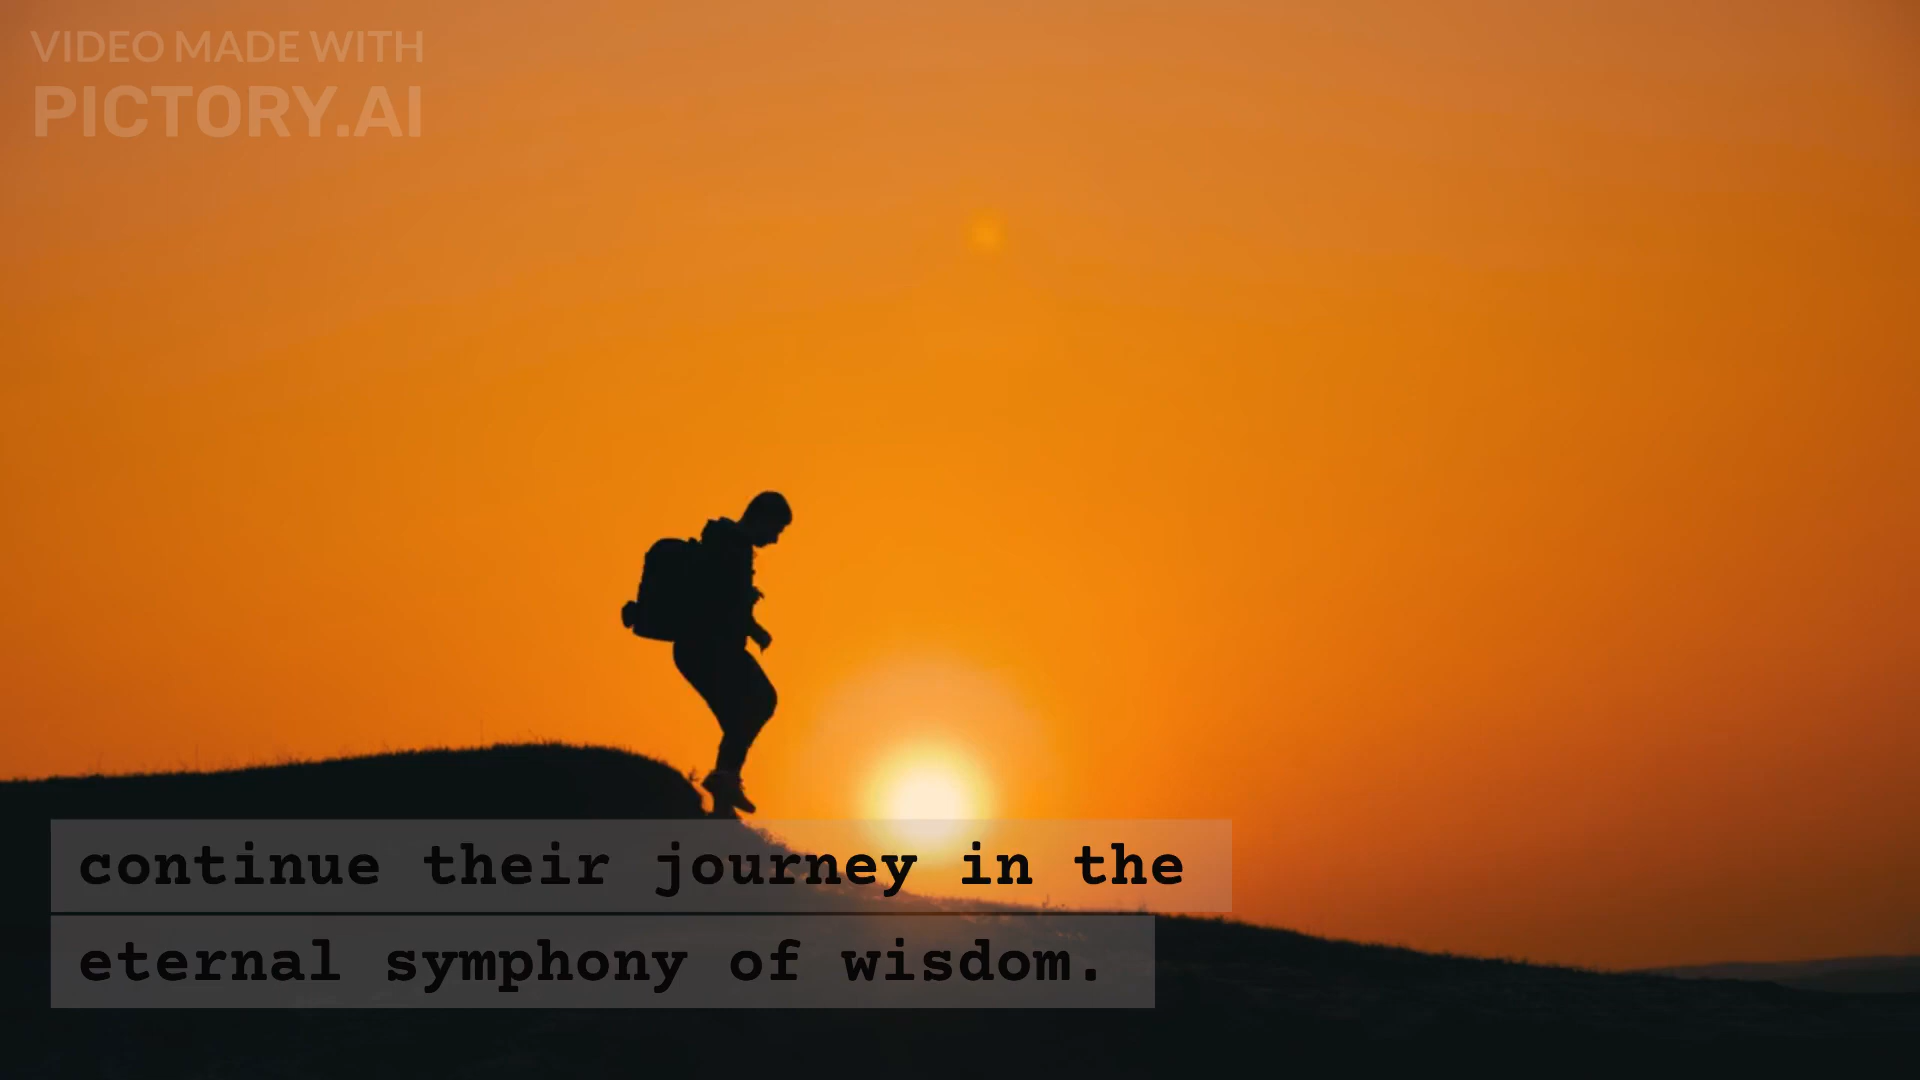 VIDEO MADE WITH
PICTORY.AI
continue their journey in the
eternal symphony of wisdom.